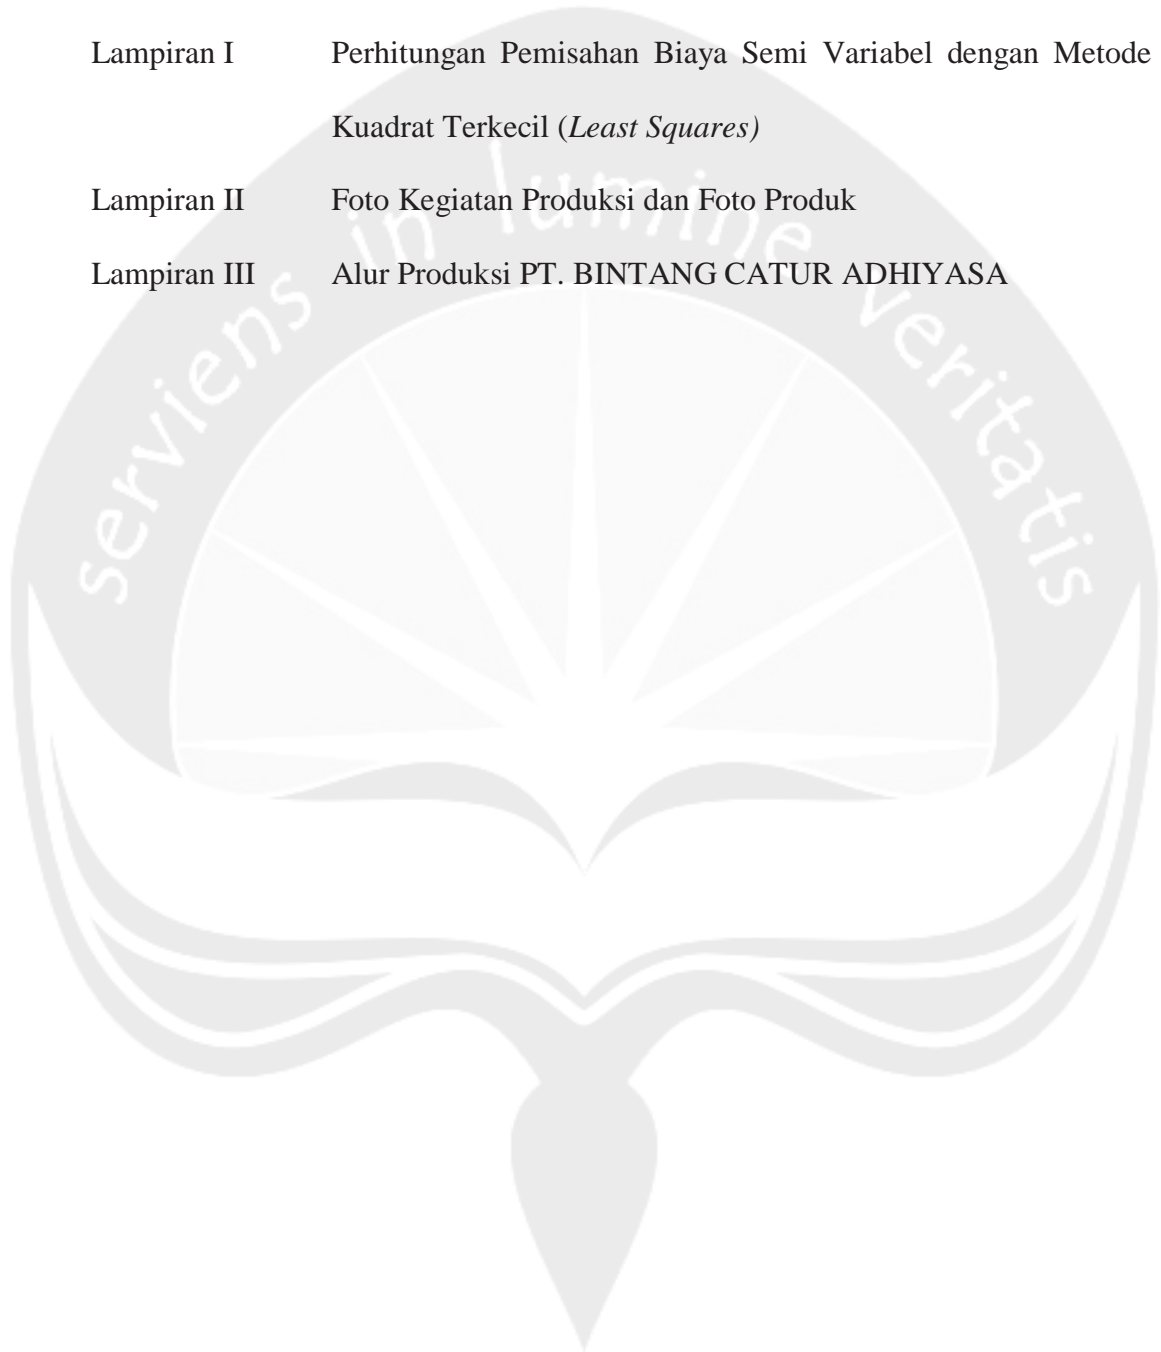 Lampiran I Perhitungan Pemisahan Biaya Semi Variabel dengan Metode
Kuadrat Terkecil (Least Squares)
Lampiran II Foto Kegiatan Produksi dan Foto Produk
Lampiran III Alur Produksi PT. BINTANG CATUR ADHIYASA
serviens in lumine veritatis